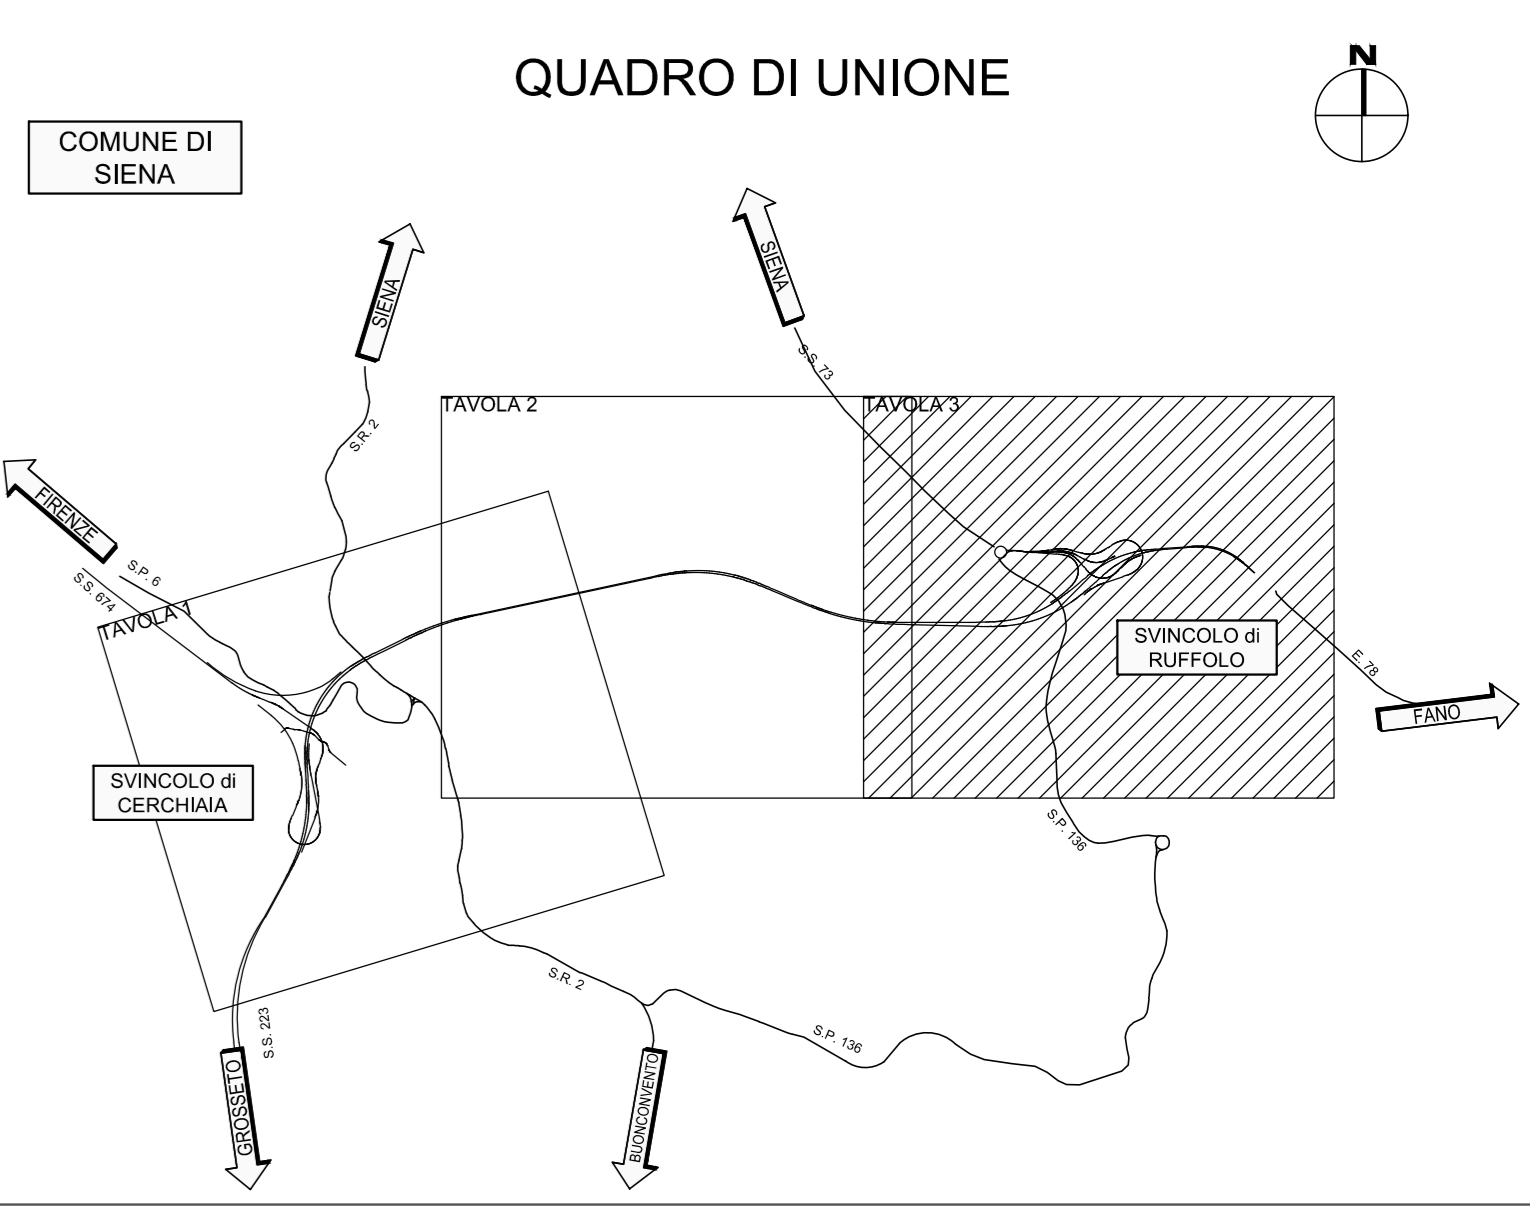 N
QUADRO DI UNIONE
COMUNE DI
SIENA
SIENA
SIENA
S.S. 73
TAVOLA 2
TAVOLA 3
S.R. 2
FIRENZE
S.P. 6
S.S. 674
TAVOLA 1
SVINCOLO di
RUFFOLO
E. 78
FANO
SVINCOLO di
CERCHIAIA
S.P. 136
S.R. 2
S.S. 223
S.P. 136
GROSSETO
BUONCONVENTO